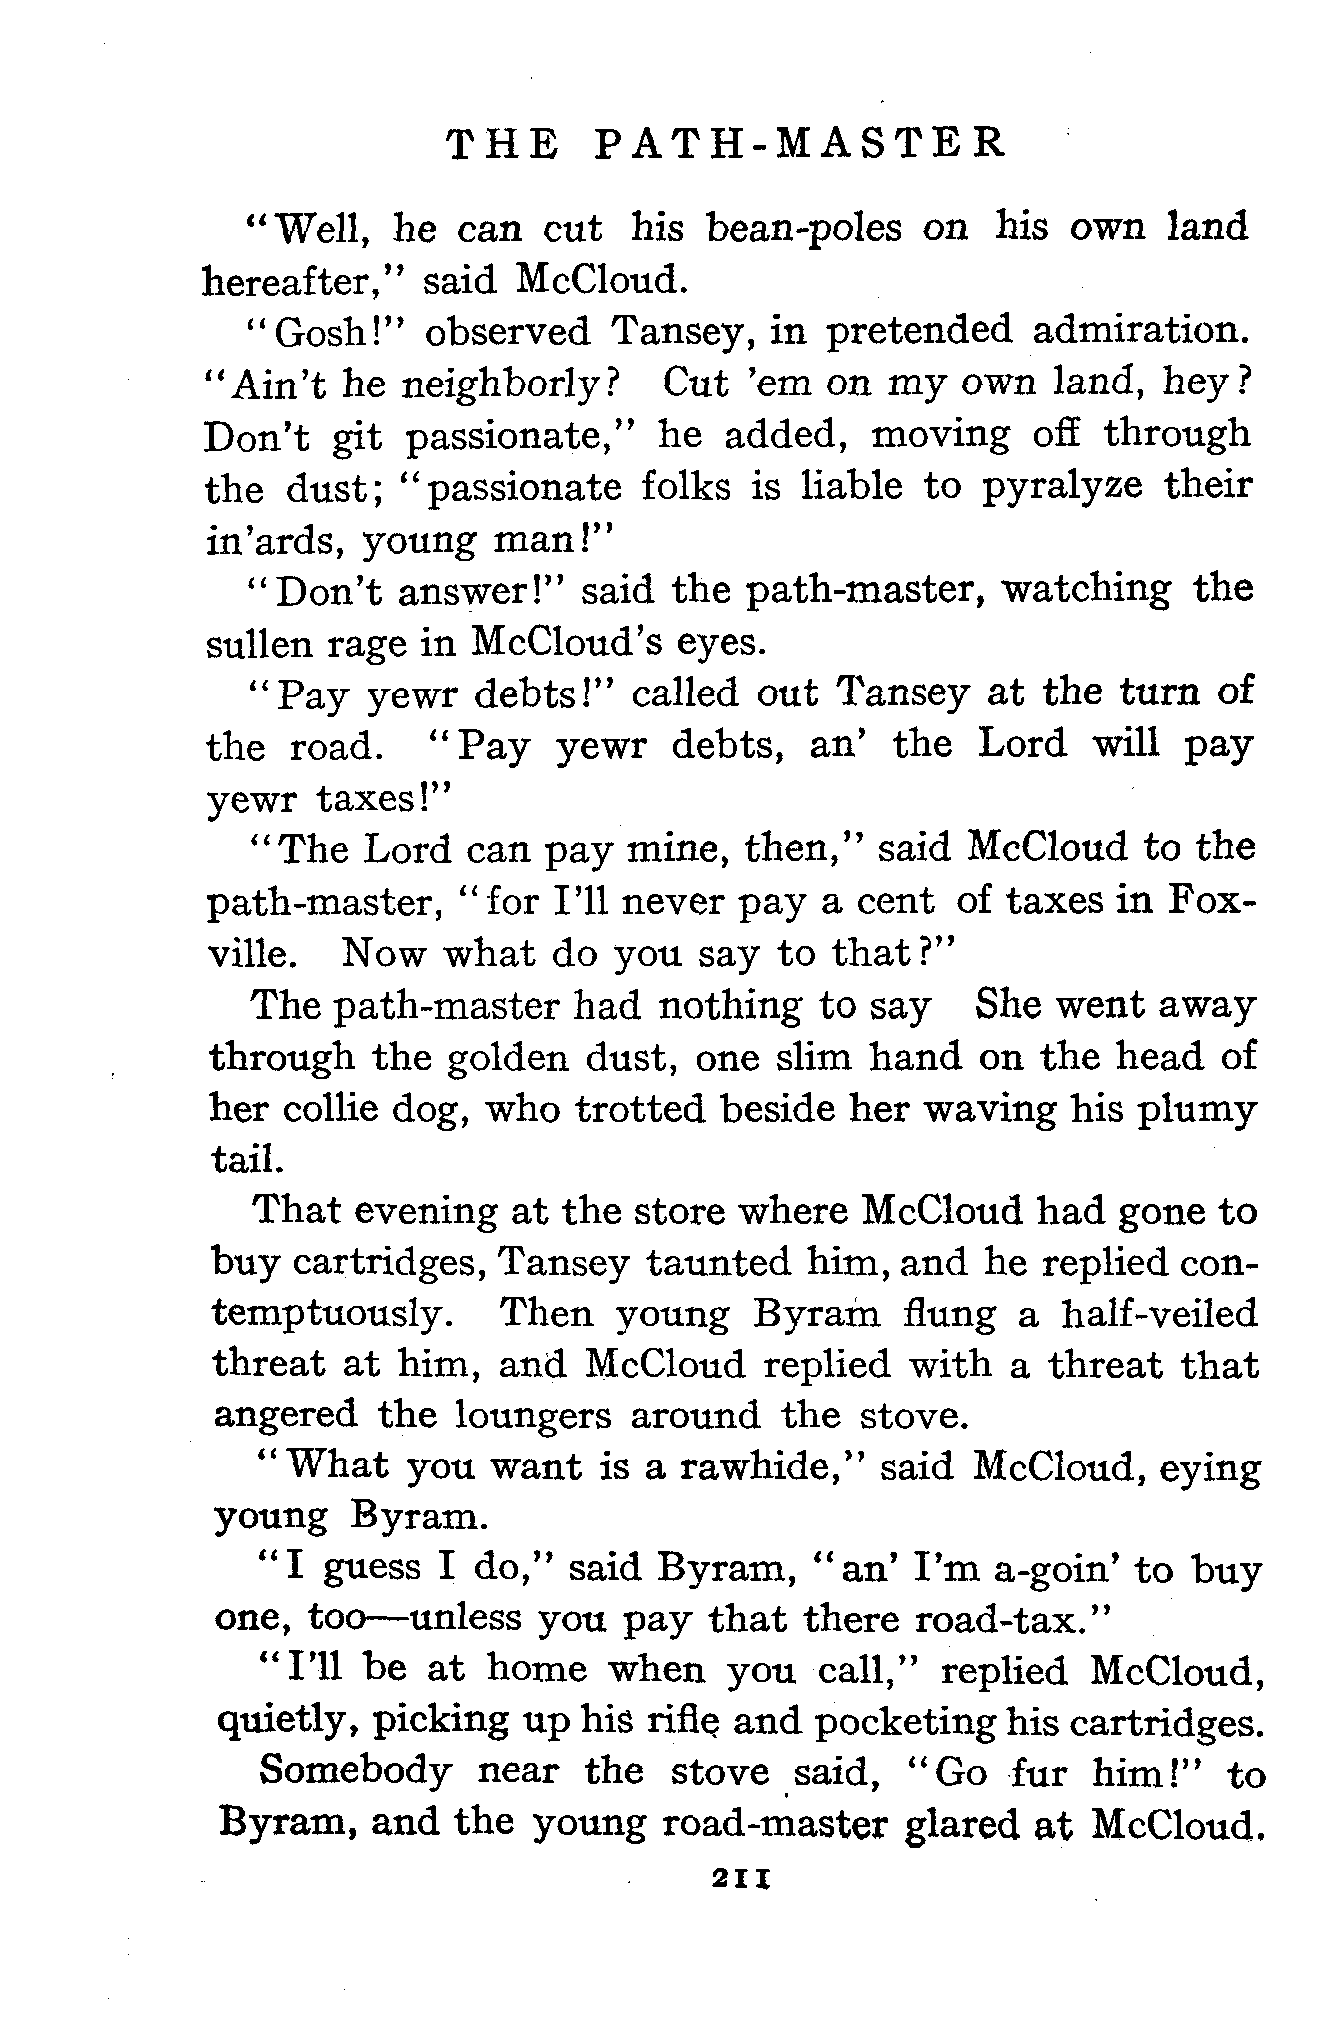 THE PATH-MASTER
"Well, he can cut his bean-poles on his own land
hereafter," said McCloud.
"Gosh!" observed Tansey, in pretended admiration.
"Ain't he neighborly? Cut 'em on my own land, hey?
Don't git passionate," he added, moving off through
the dust; "passionate folks is liable to pyralyze their
in'ards, young man!"
"Don't answer!" said the path-master, watching the
sullen rage in McCloud's eyes.
"Pay yewr debts!" called out Tansey at the turn of
the road. "Pay yewr debts, an' the Lord will pay
yewr taxes!"
"The Lord can pay mine, then," said McCloud to the
path-master, "for I'll never pay a cent of taxes in Fox-
ville. Now what do you say to that?"
The path-master had nothing to say She went away
through the golden dust, one slim hand on the head of
her collie dog, who trotted beside her waving his plumy
tail.
That evening at the store where McCloud had gone to
buy cartridges, Tansey taunted him, and he replied con-
temptuously. Then young Byram flung a half-veiled
threat at him, and McCloud replied with a threat that
angered the loungers around the stove.
"What you want is a rawhide," said McCloud, eying
young Byram.
"I guess I do," said Byram, "an' I'm a-goin' to buy
one, too—unless you pay that there road-tax."
"I'll be at home when you call," replied McCloud,
quietly, picking up his rifle and pocketing his cartridges.
Somebody near the stove said, "Go fur him!" to
Byram, and the young road-master glared at McCloud.
211